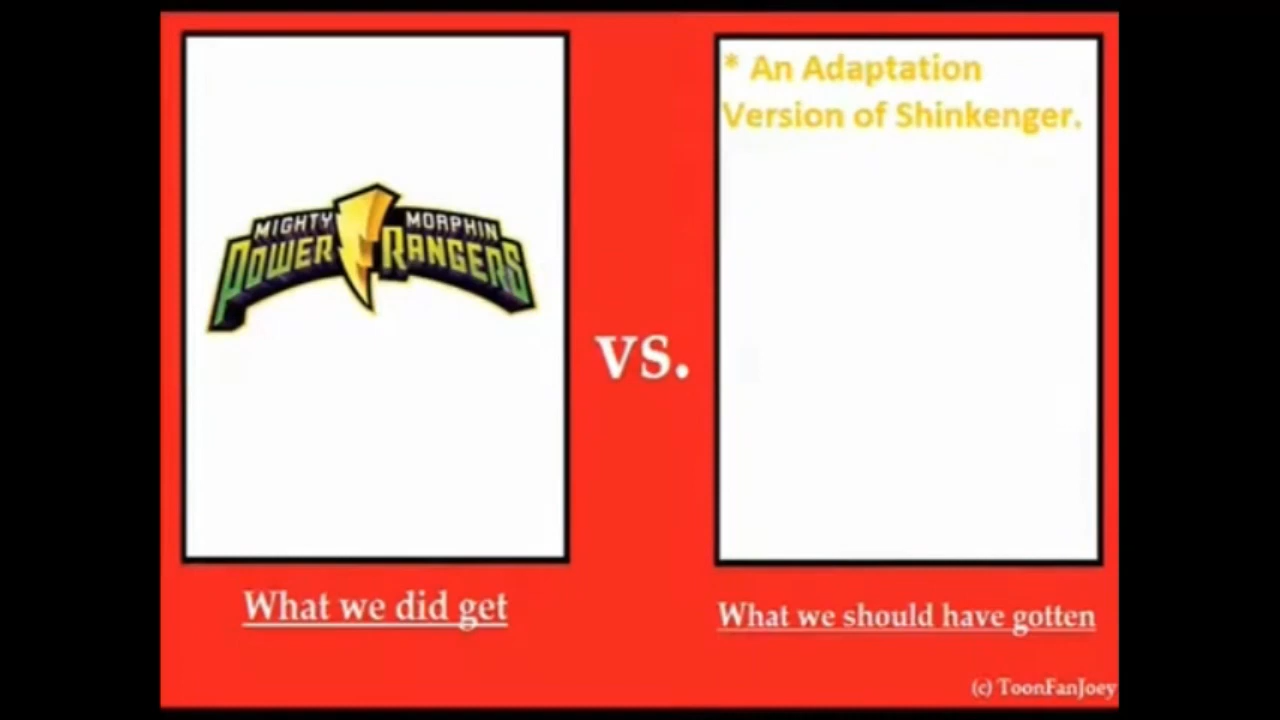 MIGHTY MORPHIN
POWER RANGERS
* An Adaptation
Version of Shinkenger.
vs.
What we did get
What we should have gotten
(c) ToonFanJoey